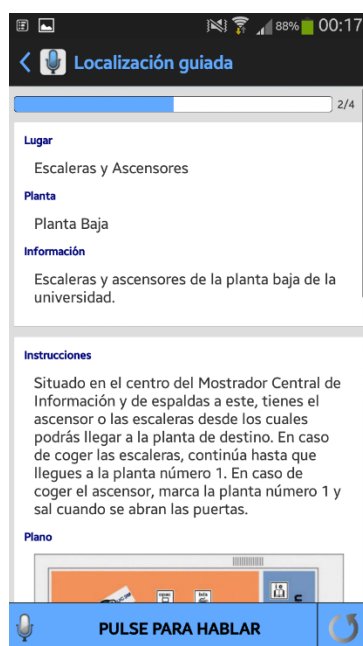 88% 00:17
Localización guiada
2/4
Lugar
Escaleras y Ascensores
Planta
Planta Baja
Información
Escaleras y ascensores de la planta baja de la
universidad.
Instrucciones
Situado en el centro del Mostrador Central de
Información y de espaldas a este, tienes el
ascensor o las escaleras desde los cuales
podrás llegar a la planta de destino. En caso
de coger las escaleras, continúa hasta que
llegues a la planta número 1. En caso de
coger el ascensor, marca la planta número 1 y
sal cuando se abran las puertas.
Plano
PULSE PARA HABLAR